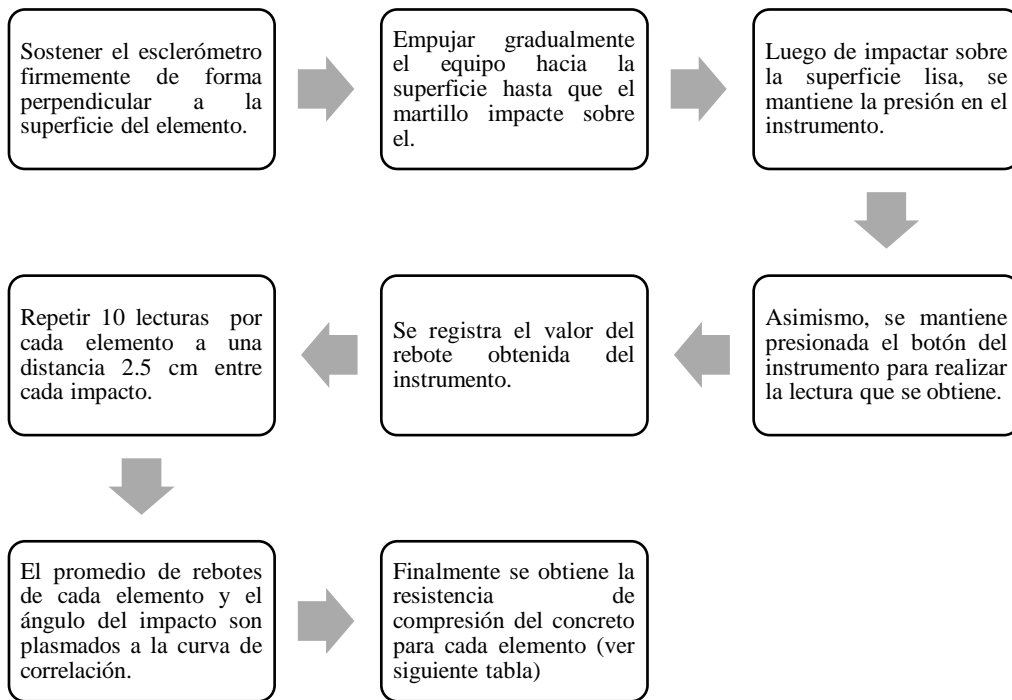 Sostener el esclerómetro
firmemente de forma
perpendicular a la
superficie del elemento.
Empujar gradualmente
el equipo hacia la
superficie hasta que el
martillo impacte sobre
el.
Luego de impactar sobre
la superficie lisa, se
mantiene la presión en el
instrumento.
Asimismo, se mantiene
presionada el botón del
instrumento para realizar
la lectura que se obtiene.
Se registra el valor del
rebote obtenida del
instrumento.
Repetir 10 lecturas por
cada elemento a una
distancia 2.5 cm entre
cada impacto.
El promedio de rebotes
de cada elemento y el
ángulo del impacto son
plasmados a la curva de
correlación.
Finalmente se obtiene la
resistencia de
compresión del concreto
para cada elemento (ver
siguiente tabla)